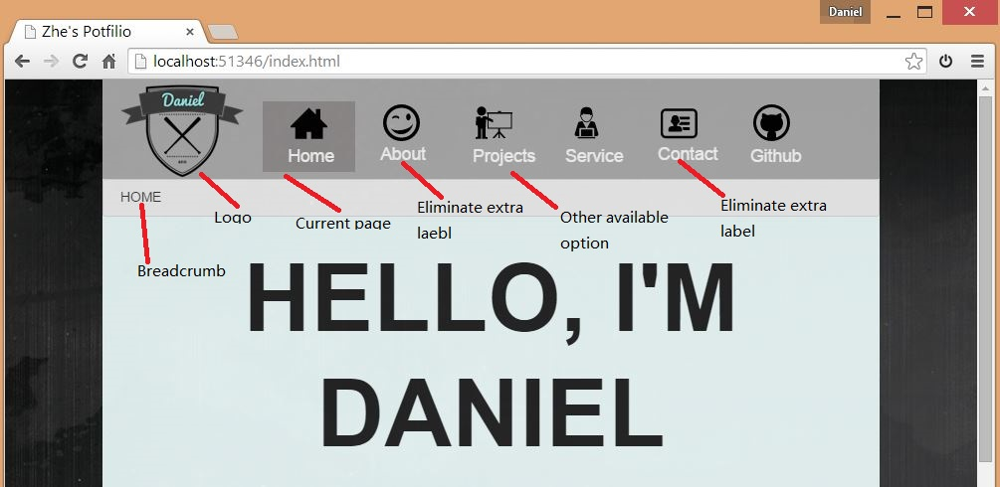 Daniel
Zhe's Potfilio
localhost:51346/index.html
Daniel
Home
About
Projects
Service
Contact
Github
HOME
Logo
Current page
Eliminate extra
laebl
Other available
option
Eliminate extra
label
Breadcrumb
HELLO, I'M
DANIEL